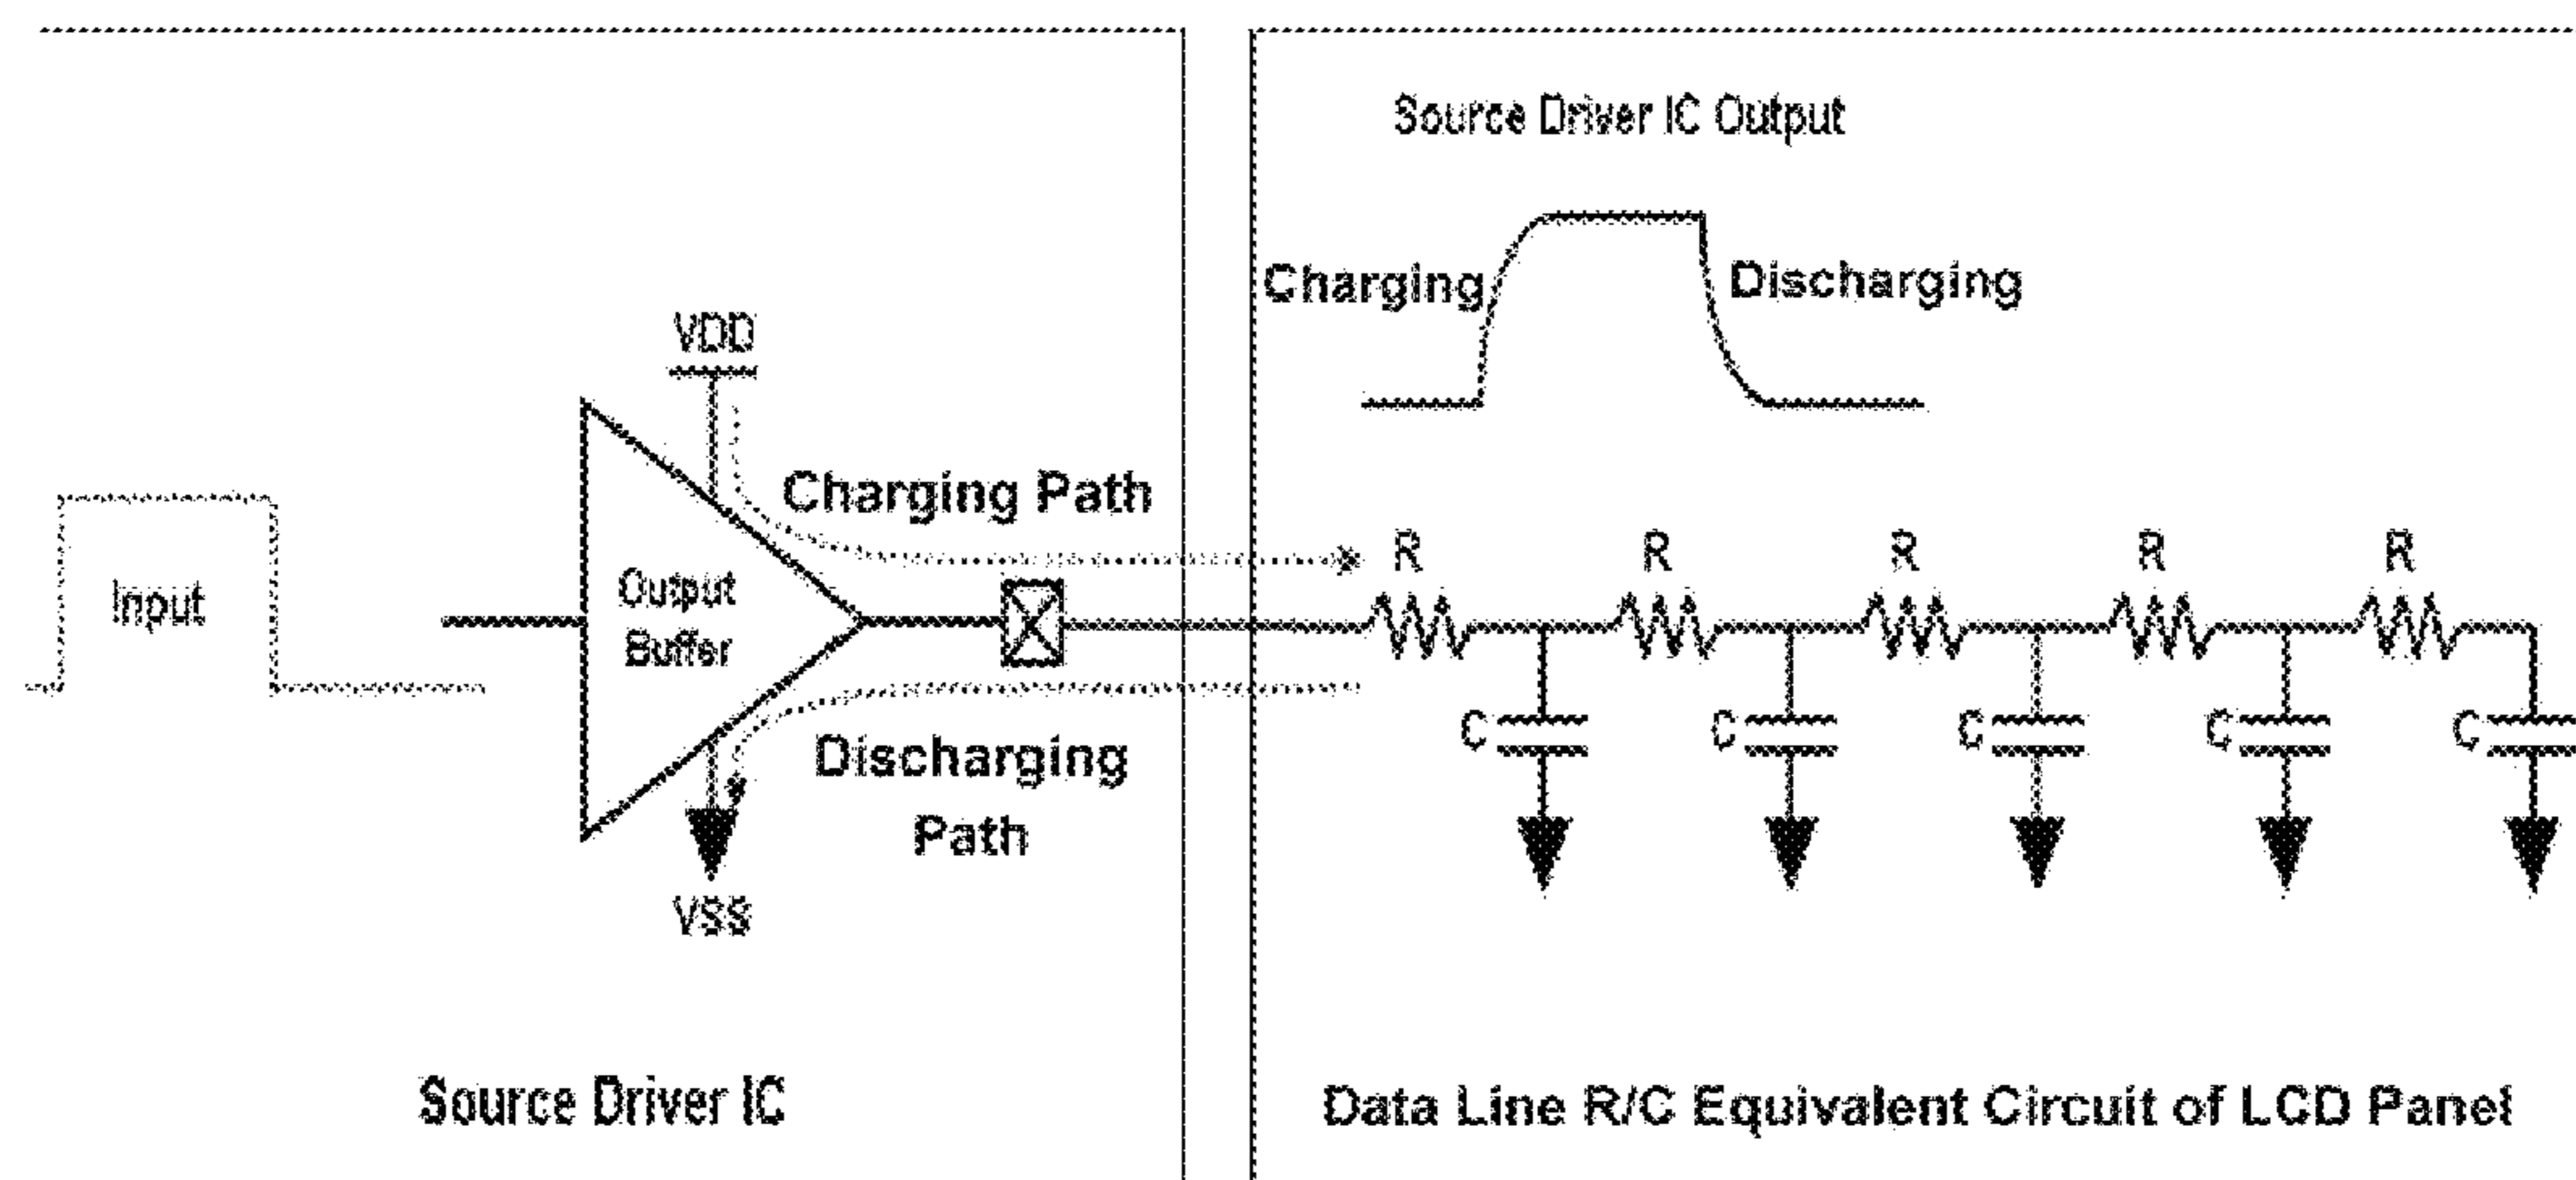 Source Driver IC Output
Charging
Discharging
VDD
Charging Path
Input
Output
Buffer
R R R R R
C C C C C
Discharging
Path
VSS
Source Driver IC
Data Line R/C Equivalent Circuit of LCD Panel